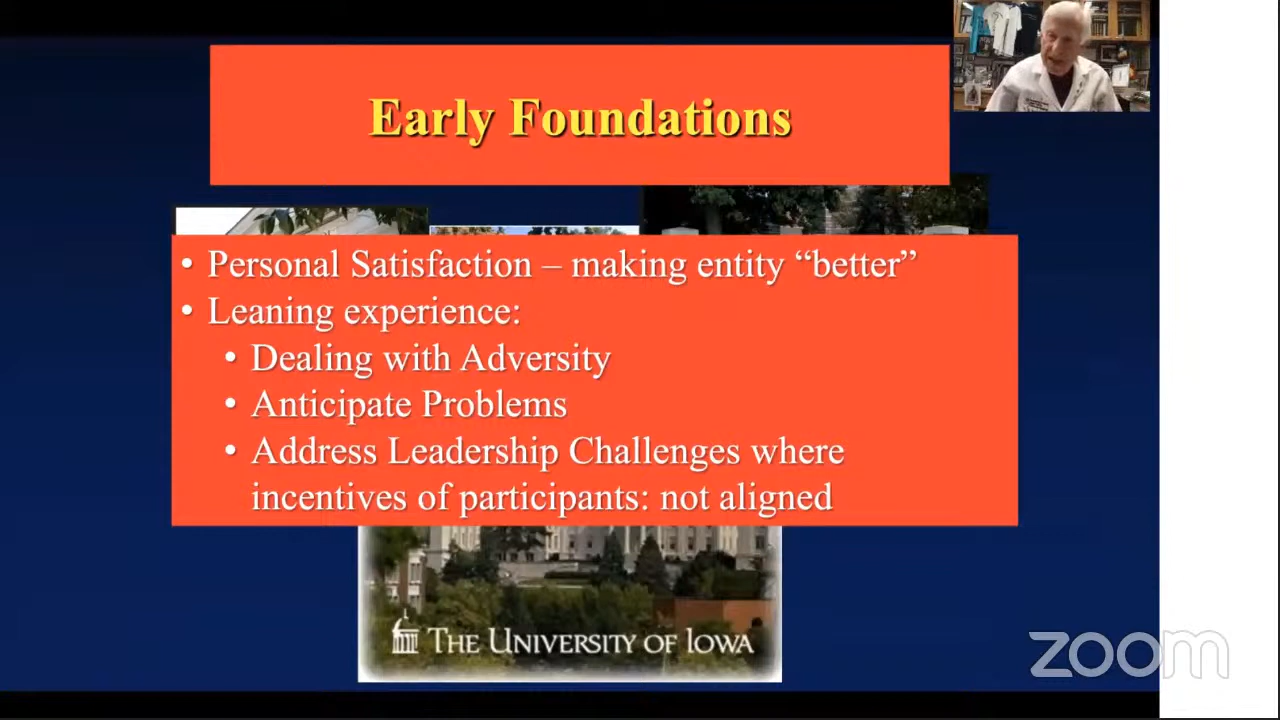 Early Foundations
• Personal Satisfaction – making entity “better”
• Leaning experience:
• Dealing with Adversity
• Anticipate Problems
• Address Leadership Challenges where
incentives of participants: not aligned
THE UNIVERSITY OF IOWA
zoom